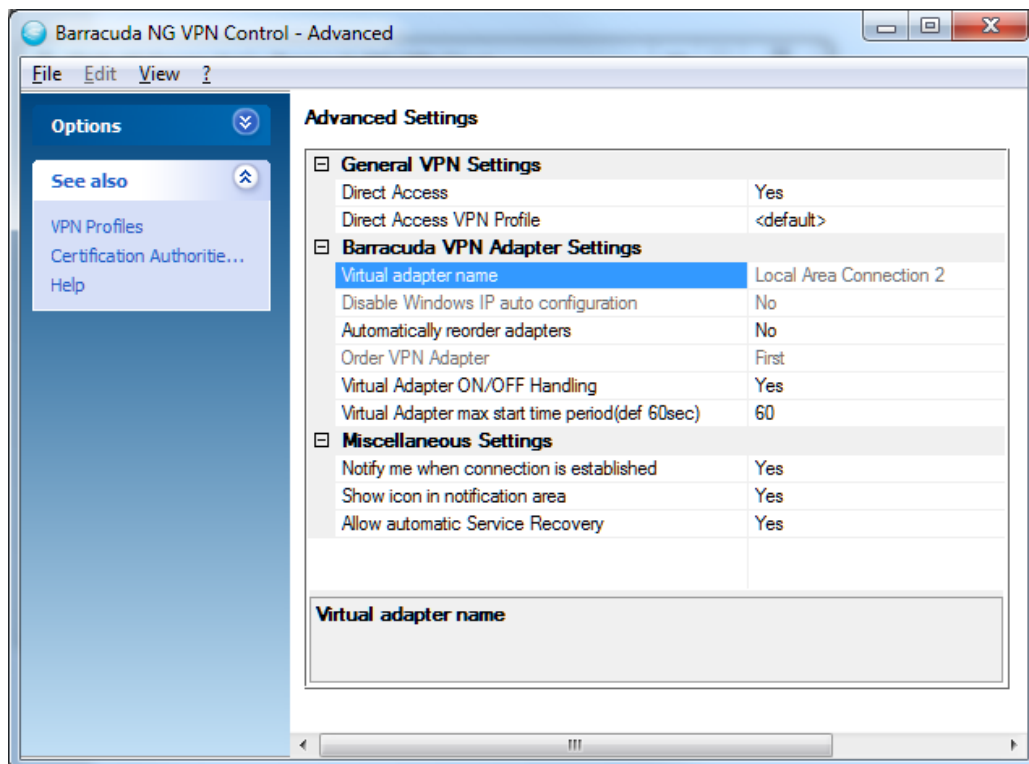 Barracuda NG VPN Control - Advanced
File Edit View ?
Options
See also
VPN Profiles
Certification Authoritie...
Help
Advanced Settings
General VPN Settings
Direct Access Yes
Direct Access VPN Profile <default>
Barracuda VPN Adapter Settings
Virtual adapter name Local Area Connection 2
Disable Windows IP auto configuration No
Automatically reorder adapters No
Order VPN Adapter First
Virtual Adapter ON/OFF Handling Yes
Virtual Adapter max start time period(def 60sec) 60
Miscellaneous Settings
Notify me when connection is established Yes
Show icon in notification area Yes
Allow automatic Service Recovery Yes
Virtual adapter name